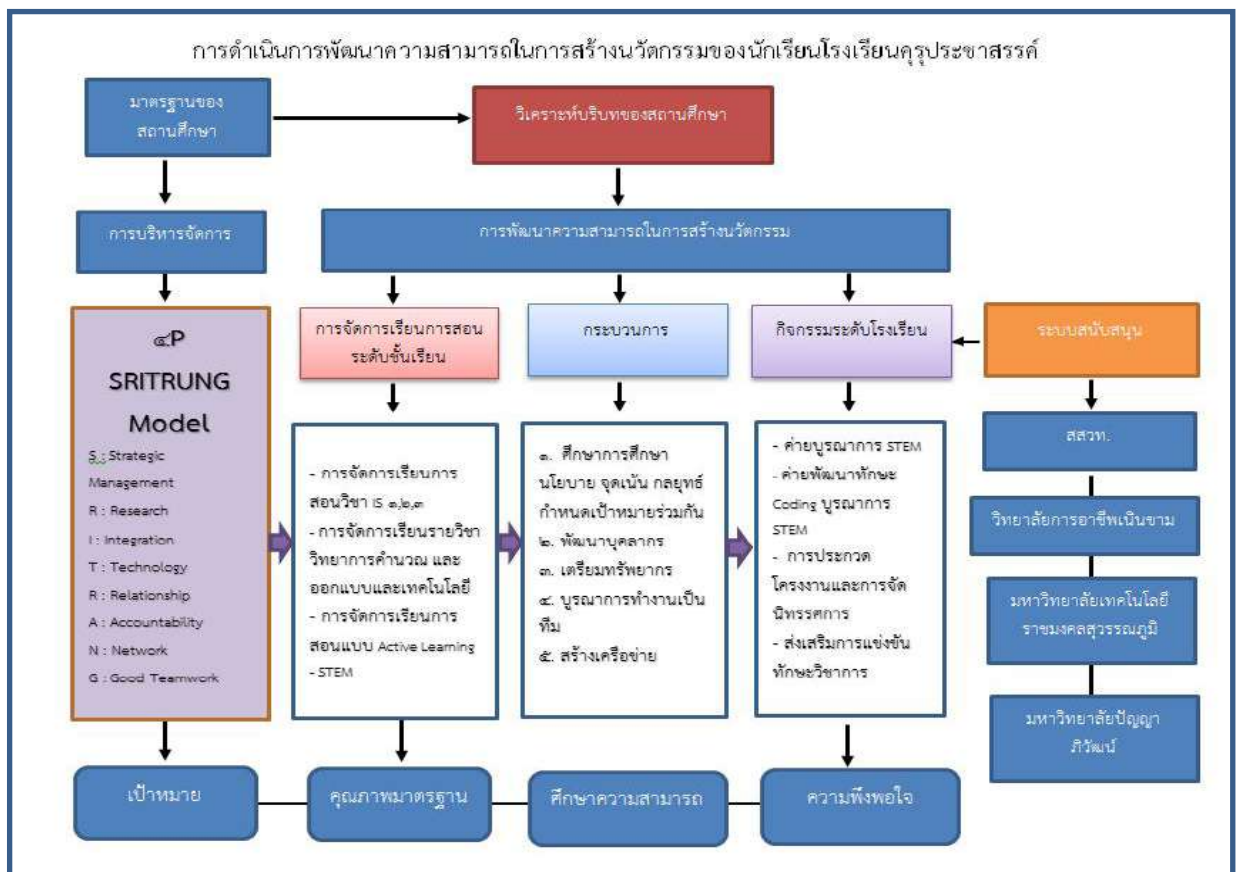 การดำเนินการพัฒนาความสามารถในการสร้างนวัตกรรมของนักเรียนโรงเรียนคุรุประชาสรรค์
มาตรฐานของ
สถานศึกษา
วิเคราะห์บริบทของสถานศึกษา
การบริหารจัดการ
การพัฒนาความสามารถในการสร้างนวัตกรรม
๔P
SRITRUNG
Model
S : Strategic
Management
R : Research
I : Integration
T : Technology
R : Relationship
A : Accountability
N : Network
G : Good Teamwork
การจัดการเรียนการสอน
ระดับชั้นเรียน
- การจัดการเรียนการ
สอนวิชา IS ๑,๒,๓
- การจัดการเรียนรายวิชา
วิทยาการคำนวณ และ
ออกแบบและเทคโนโลยี
- การจัดการเรียนการ
สอนแบบ Active Learning
- STEM
กระบวนการ
๑. ศึกษาการศึกษา
นโยบาย จุดเน้น กลยุทธ์
กำหนดเป้าหมายร่วมกัน
๒. พัฒนาบุคลากร
๓. เตรียมทรัพยากร
๔. บูรณาการทำงานเป็น
ทีม
๕. สร้างเครือข่าย
กิจกรรมระดับโรงเรียน
- ค่ายบูรณาการ STEM
- ค่ายพัฒนาทักษะ
Coding บูรณาการ
STEM
- การประกวด
โครงงานและการจัด
นิทรรศการ
- ส่งเสริมการแข่งขัน
ทักษะวิชาการ
ระบบสนับสนุน
สสวท.
วิทยาลัยการอาชีพเนินขาม
มหาวิทยาลัยเทคโนโลยี
ราชมงคลสุวรรณภูมิ
มหาวิทยาลัยปัญญา
ภิวัฒน์
เป้าหมาย
คุณภาพมาตรฐาน
ศึกษาความสามารถ
ความพึงพอใจ